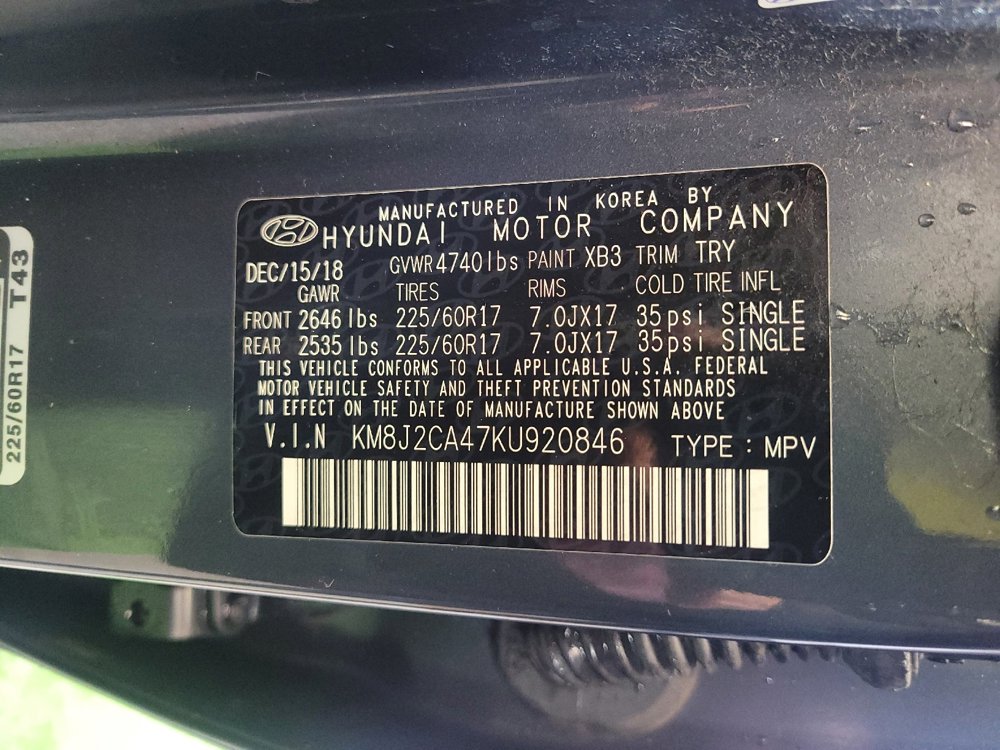 MANUFACTURED IN KOREA BY
HYUNDAI MOTOR COMPANY
DEC/15/18 GVWR 4740lbs PAINT XB3 TRIM TRY
GAWR TIRES RIMS COLD TIRE INFL
FRONT 2646 lbs 225/60R17 7.0JX17 35psi SINGLE
REAR 2535 lbs 225/60R17 7.0JX17 35psi SINGLE
THIS VEHICLE CONFORMS TO ALL APPLICABLE U.S.A. FEDERAL
MOTOR VEHICLE SAFETY AND THEFT PREVENTION STANDARDS
IN EFFECT ON THE DATE OF MANUFACTURE SHOWN ABOVE
V.I.N KM8J2CA47KU920846 TYPE : MPV
225/60R17 T43